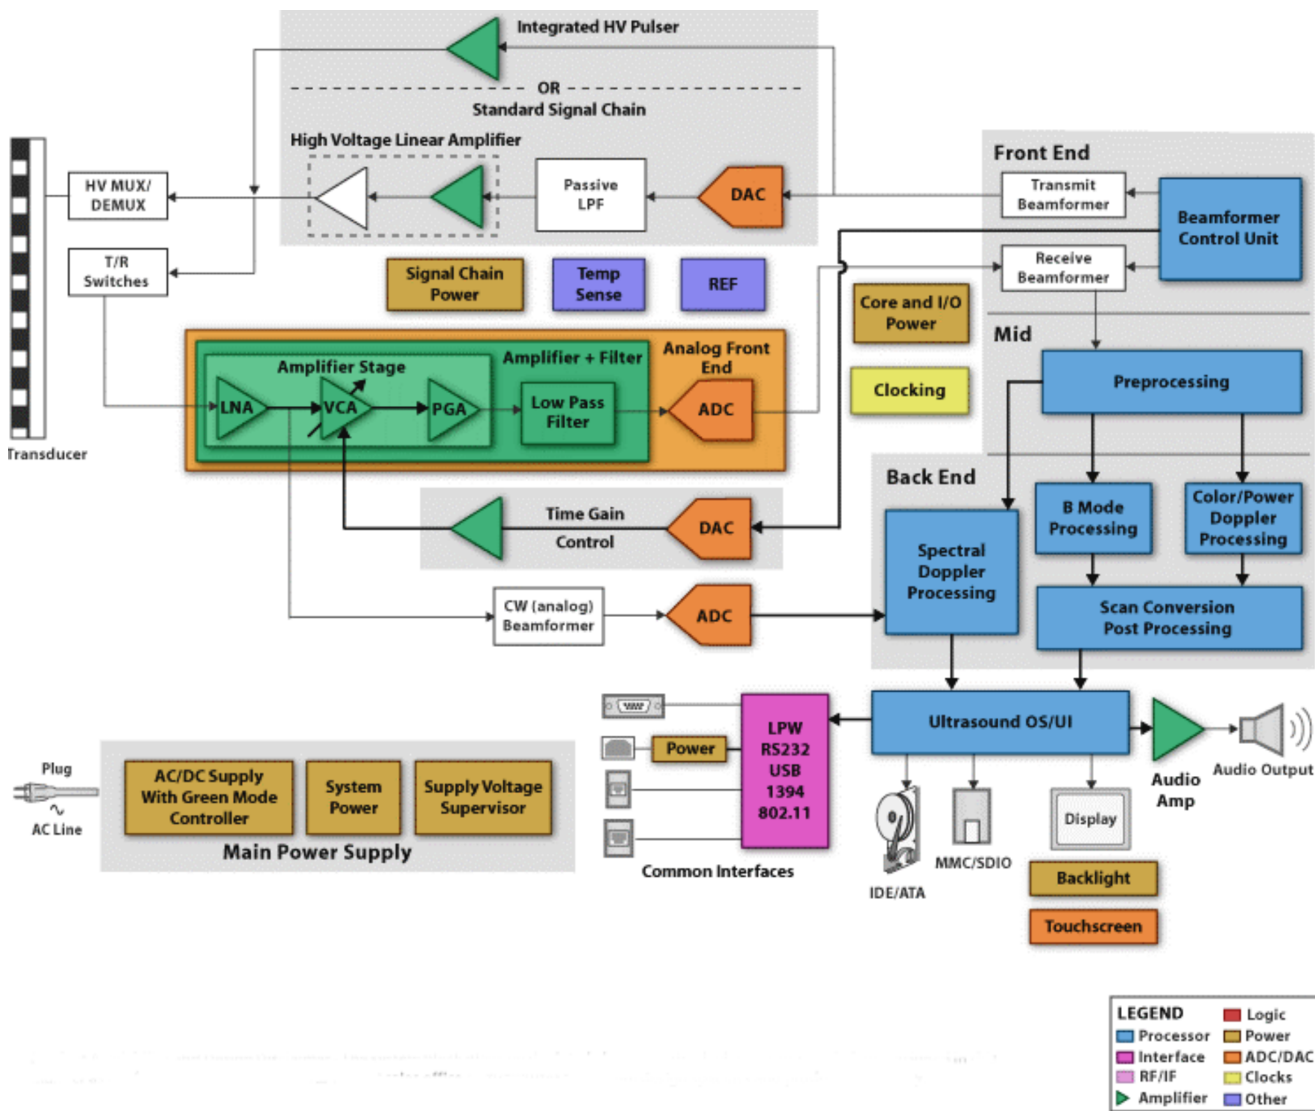 Integrated HV Pulser
OR
Standard Signal Chain
High Voltage Linear Amplifier
HV MUX/
DEMUX
Passive
LPF
DAC
Front End
Transmit
Beamformer
Beamformer
Control Unit
T/R
Switches
Receive
Beamformer
Signal Chain
Power
Temp
Sense
REF
Core and I/O
Power
Mid
Clocking
Preprocessing
Transducer
Amplifier Stage
Amplifier + Filter
Analog Front
End
LNA
VCA
PGA
Low Pass
Filter
ADC
Back End
Time Gain
Control
DAC
Spectral
Doppler
Processing
B Mode
Processing
Color/Power
Doppler
Processing
CW (analog)
Beamformer
ADC
Scan Conversion
Post Processing
Ultrasound OS/UI
LPW
RS232
USB
1394
802.11
Power
Common Interfaces
Audio
Amp
Audio Output
Plug
AC Line
AC/DC Supply
With Green Mode
Controller
System
Power
Supply Voltage
Supervisor
Main Power Supply
IDE/ATA
MMC/SDIO
Display
Backlight
Touchscreen
LEGEND
Processor
Interface
RF/IF
Amplifier
Logic
Power
ADC/DAC
Clocks
Other